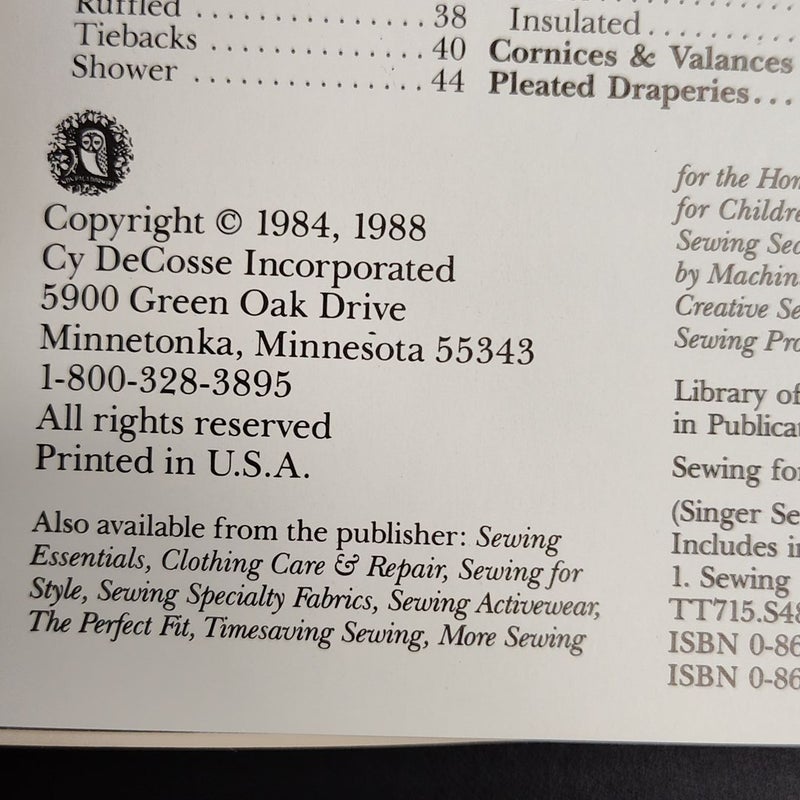 Ruffled .................... 38
Tiebacks .................... 40
Shower .................... 44
Insulated .......
Cornices & Valances
Pleated Draperies...
Copyright © 1984, 1988
Cy DeCosse Incorporated
5900 Green Oak Drive
Minnetonka, Minnesota 55343
1-800-328-3895
All rights reserved
Printed in U.S.A.
Also available from the publisher: Sewing
Essentials, Clothing Care & Repair, Sewing for
Style, Sewing Specialty Fabrics, Sewing Activewear,
The Perfect Fit, Timesaving Sewing, More Sewing
for the Hom
for Childre
Sewing Sec
by Machin
Creative Se
Sewing Pro
Library of
in Publicat
Sewing for
(Singer Se
Includes in
1. Sewing
TT715.S48
ISBN 0-86
ISBN 0-86